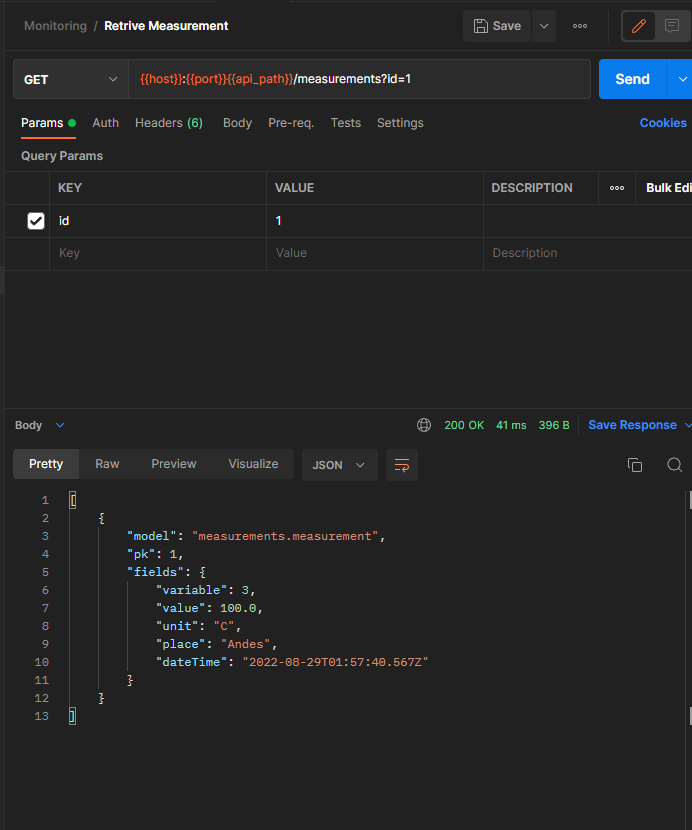 Monitoring / Retrive Measurement Save
GET {{host}}:{{port}}{{api_path}}/measurements?id=1 Send
Params Auth Headers (6) Body Pre-req. Tests Settings Cookies
Query Params
KEY VALUE DESCRIPTION Bulk Edi
id 1
Key Value Description
Body 200 OK 41 ms 396 B Save Response
Pretty Raw Preview Visualize JSON
1 [
2 {
3 "model": "measurements.measurement",
4 "pk": 1,
5 "fields": {
6 "variable": 3,
7 "value": 100.0,
8 "unit": "C",
9 "place": "Andes",
10 "dateTime": "2022-08-29T01:57:40.567Z"
11 }
12 }
13 ]